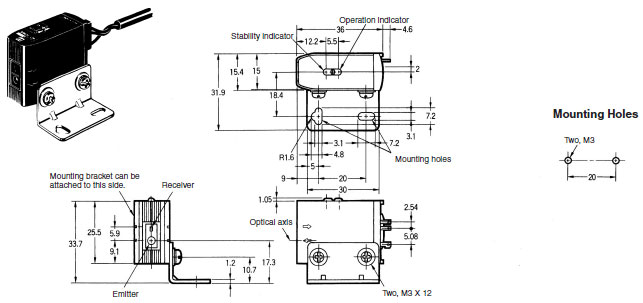 Operation indicator
Stability indicator
36
4.6
12.2
5.5
2
15.4
15
31.9
18.4
7.2
3.1
R1.6
3.1
7.2
4.8
Mounting holes
5
9
20
30
Mounting Holes
Two, M3
20
Mounting bracket can be
attached to this side.
Receiver
1.05
2.54
Optical axis
5.08
25.5
5.9
33.7
9.1
1.2
10.7
17.3
Emitter
Two, M3 X 12